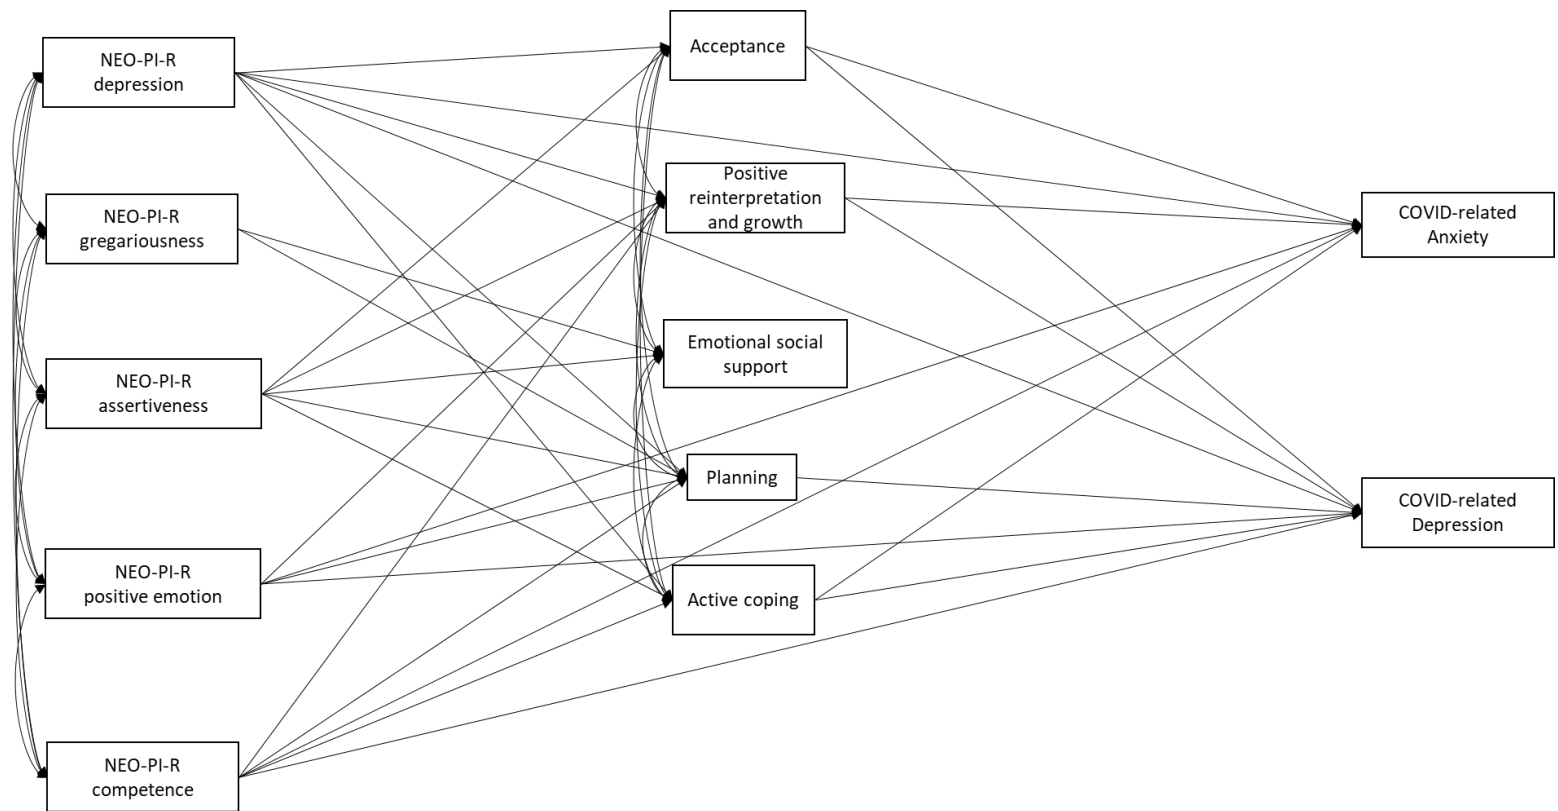 NEO-PI-R
depression
NEO-PI-R
gregariousness
NEO-PI-R
assertiveness
NEO-PI-R
positive emotion
NEO-PI-R
competence
Acceptance
Positive
reinterpretation
and growth
Emotional social
support
Planning
Active coping
COVID-related
Anxiety
COVID-related
Depression